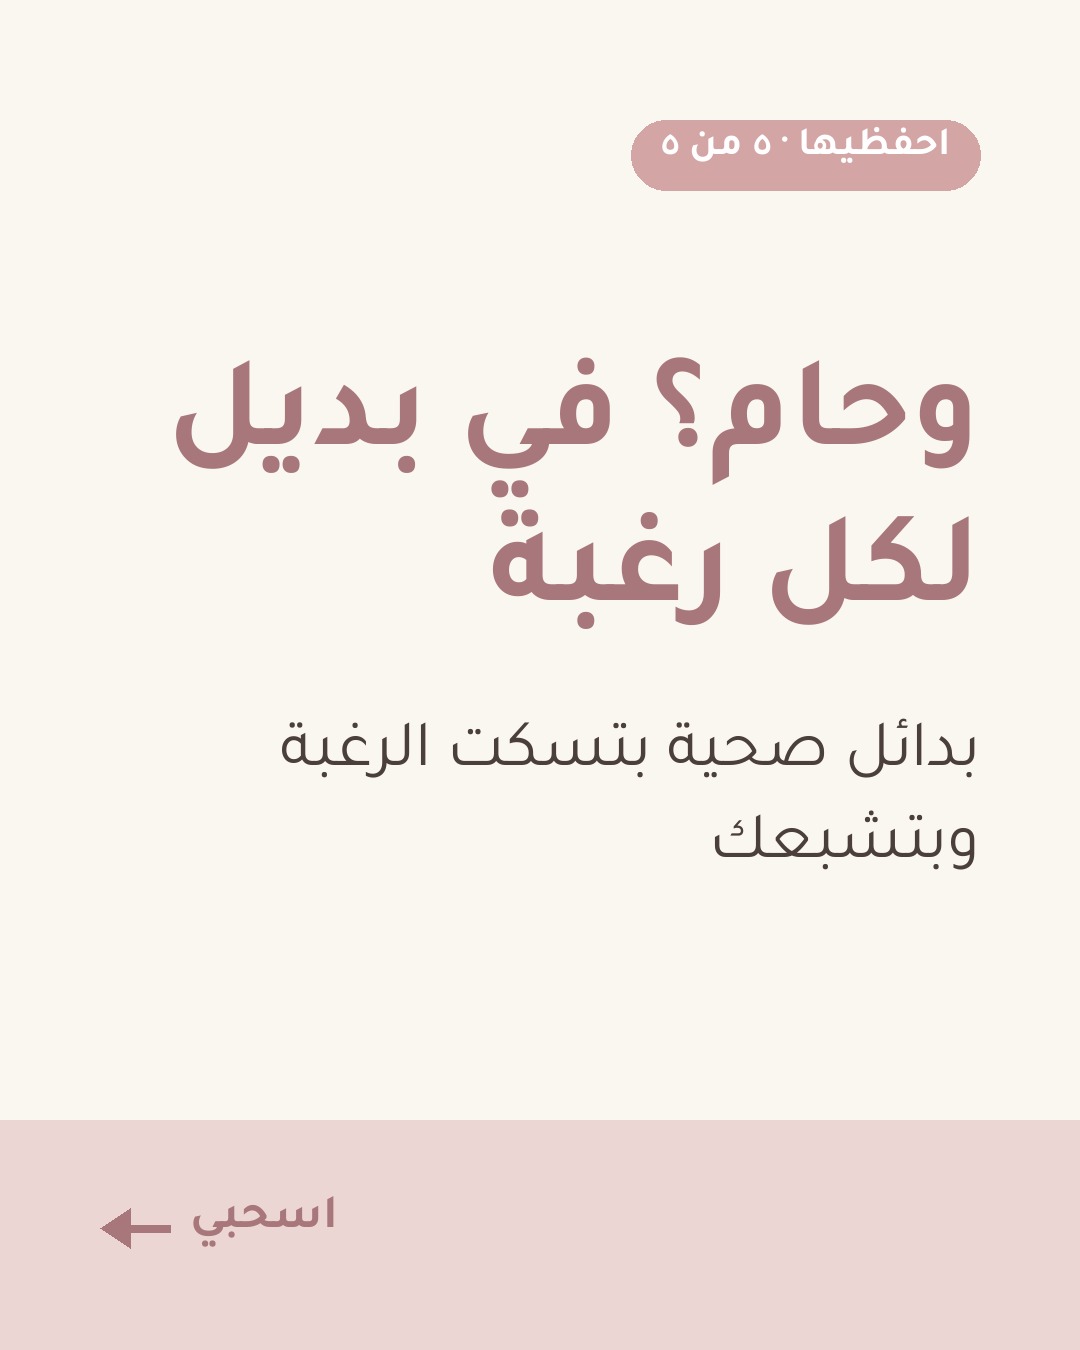 احفظيها · ٥ من ٥
وحام؟ في بديل
لكل رغبة
بدائل صحية بتسكت الرغبة
وبتشبعك
اسحبي